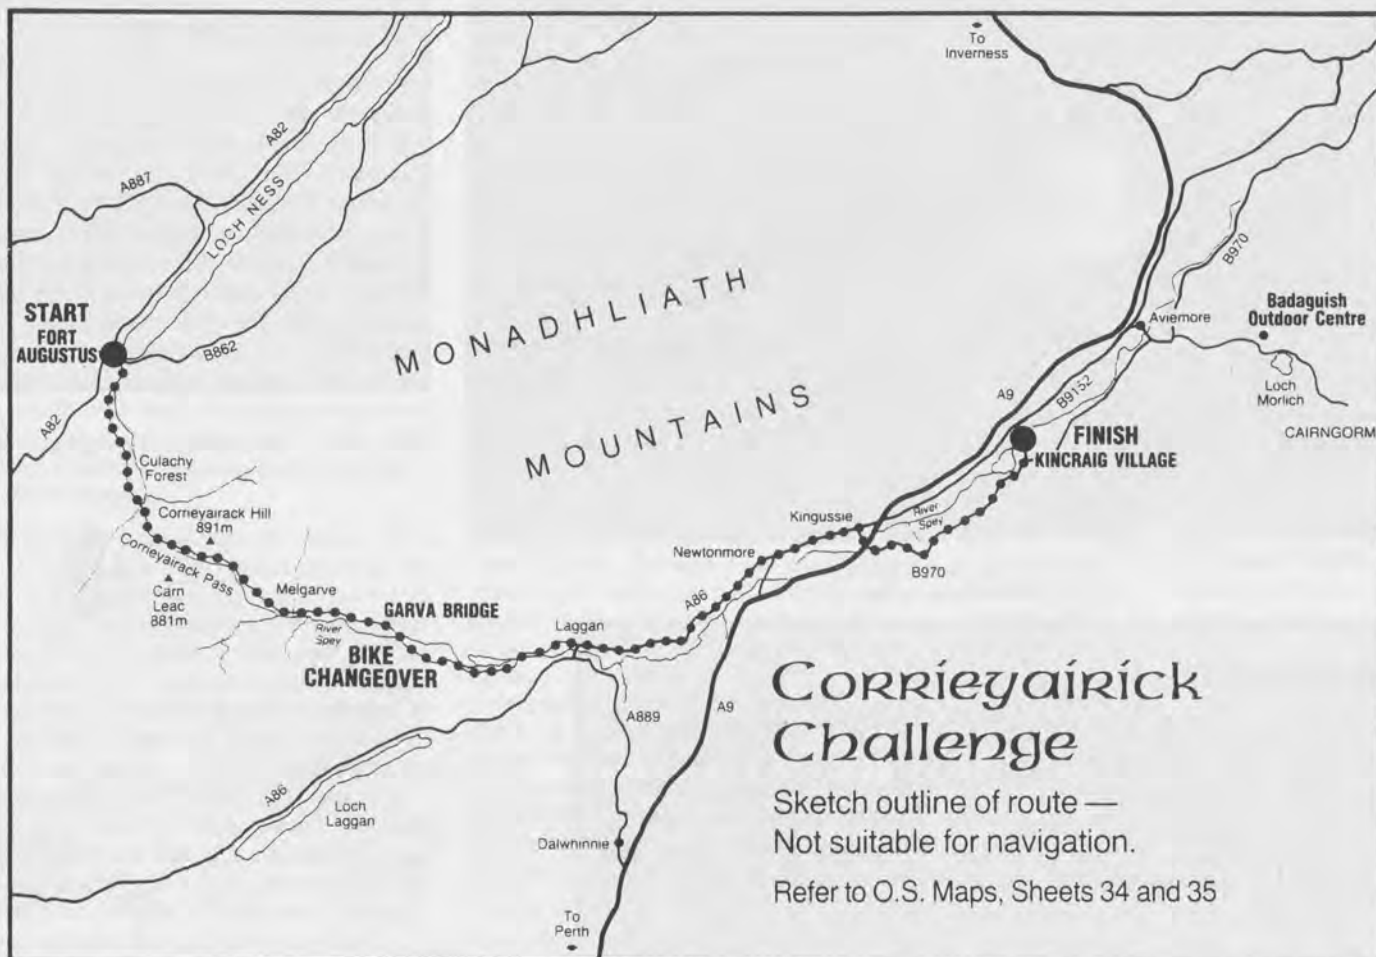 To
Inverness
A82
A887
LOCH NESS
B970
START
FORT
AUGUSTUS
B862
MONADHLIATH
MOUNTAINS
Aviemore
Badaguish
Outdoor Centre
Loch
Morlich
CAIRNGORM
A9
B9152
A82
FINISH
KINCRAIG VILLAGE
Culachy
Forest
Corrieyairack Hill
891m
Corrieyairack Pass
Carn
Leac
881m
Melgarve
River
Spey
GARVA BRIDGE
BIKE
CHANGEOVER
Laggan
A86
Newtonmore
Kingussie
River
Spey
B970
A889
A9
A86
Loch
Laggan
Dalwhinnie
To
Perth
Corrieyairick
Challenge
Sketch outline of route —
Not suitable for navigation.
Refer to O.S. Maps, Sheets 34 and 35